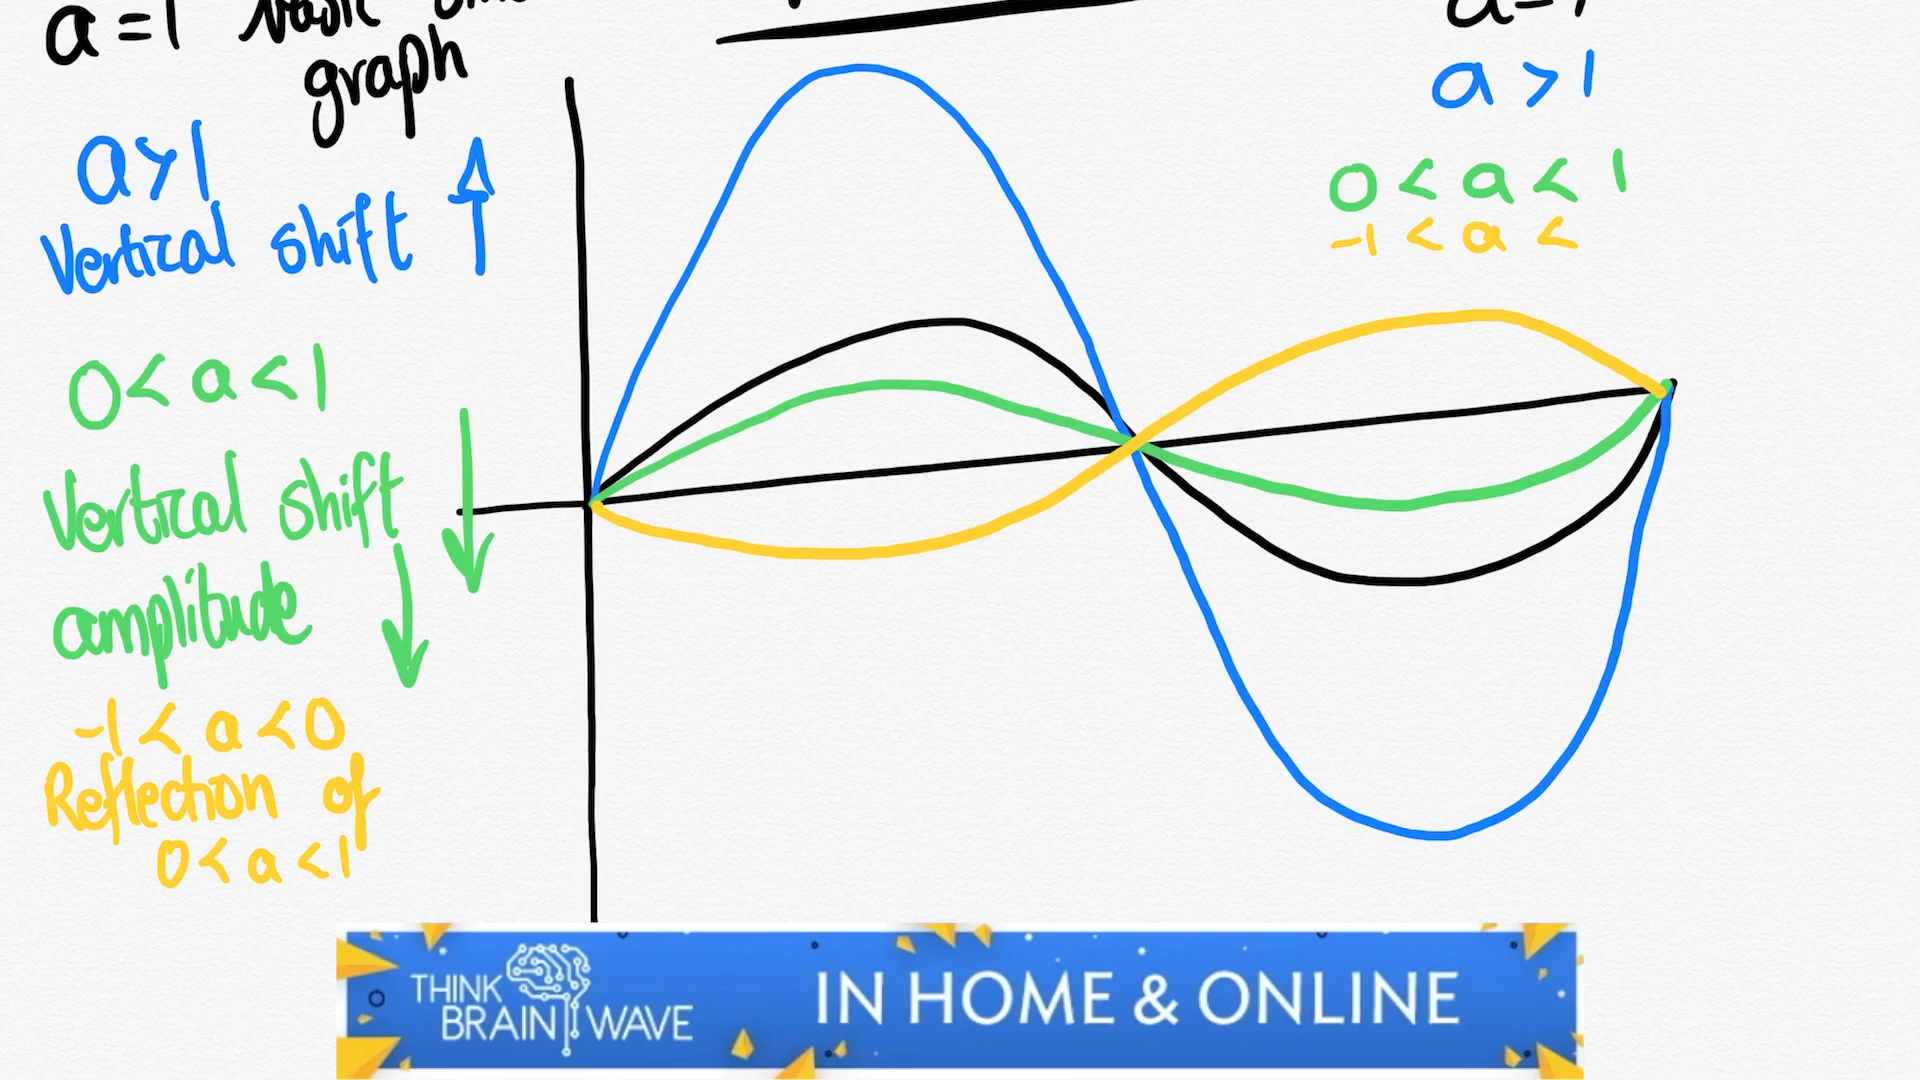 a = 1
graph
a > 1
Vertical shift ↑
0 < a < 1
Vertical shift ↓
amplitude ↓
-1 < a < 0
Reflection of
0 < a < 1
a > 1
0 < a < 1
-1 < a <
THINK
BRAIN WAVE
IN HOME & ONLINE